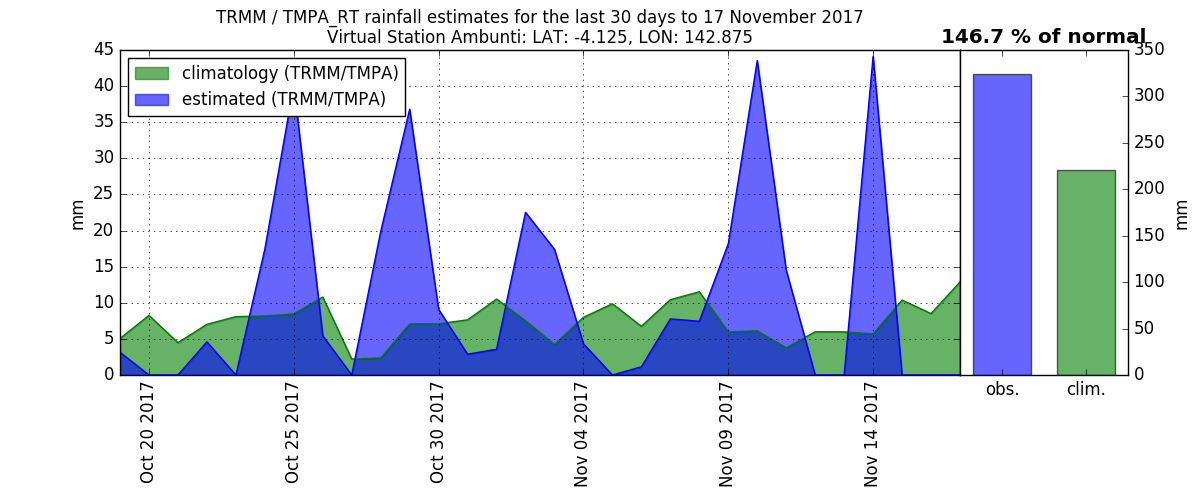 TRMM / TMPA_RT rainfall estimates for the last 30 days to 17 November 2017
Virtual Station Ambunti: LAT: -4.125, LON: 142.875
146.7 % of normal
climatology (TRMM/TMPA)
estimated (TRMM/TMPA)
45
40
35
30
25
20
15
10
5
0
mm
Oct 20 2017
Oct 25 2017
Oct 30 2017
Nov 04 2017
Nov 09 2017
Nov 14 2017
350
300
250
200
150
100
50
0
mm
obs.
clim.